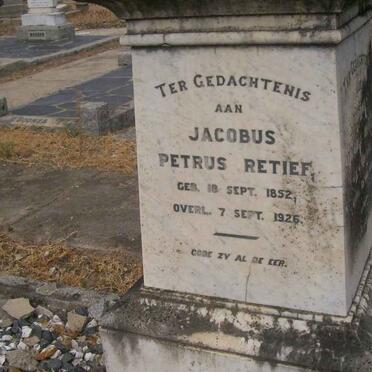 TER GEDACHTENIS
AAN
JACOBUS
PETRUS RETIEF,
GEB. 18 SEPT. 1852,
OVERL. 7 SEPT. 1926.
GODE ZY AL DE EER.